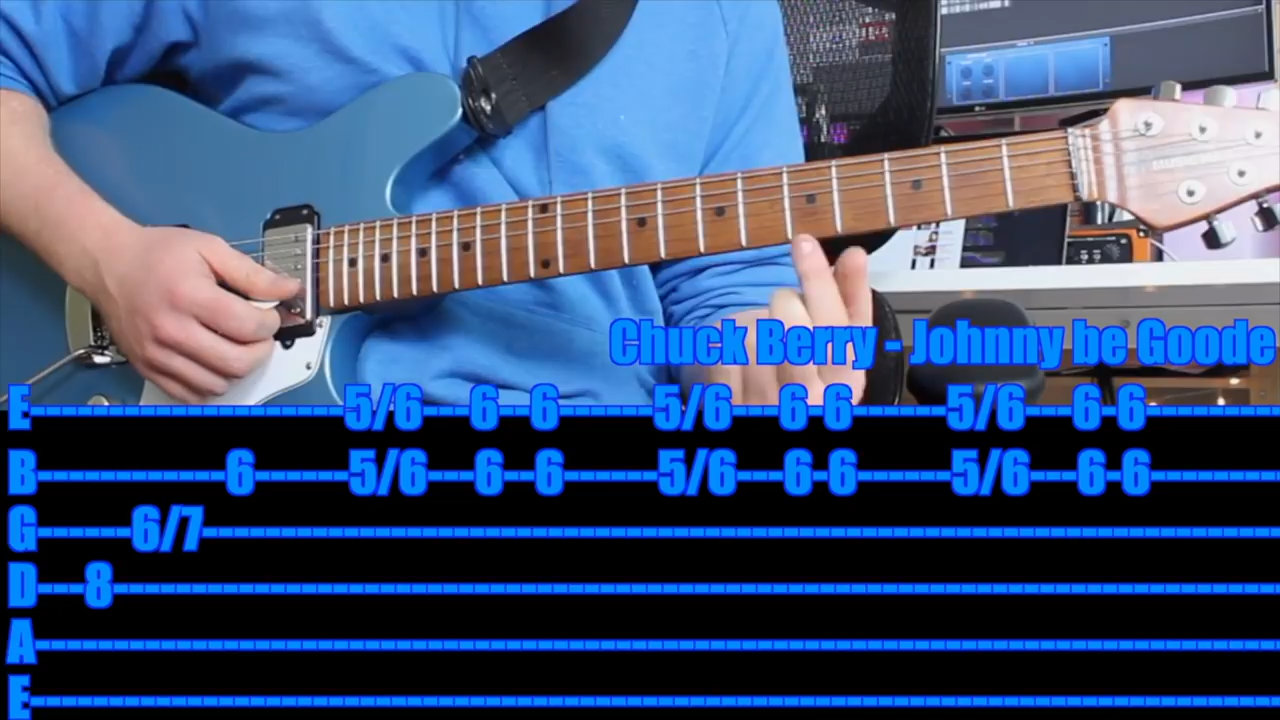 Chuck Berry - Johnny be Goode
E-------------------5/6---6--6------5/6---6-6------5/6---6-6---------
B------------6------5/6---6--6------5/6---6-6------5/6---6-6---------
G------6/7-----------------------------------------------------------
D---8----------------------------------------------------------------
A--------------------------------------------------------------------
E--------------------------------------------------------------------